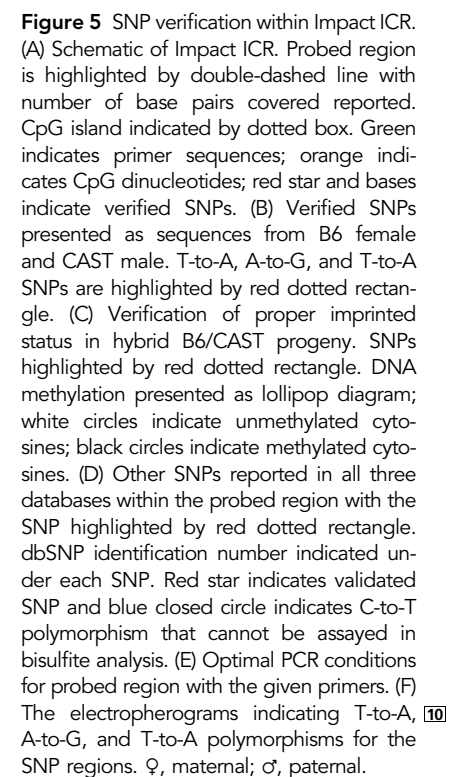 Figure 5 SNP verification within Impact ICR.
(A) Schematic of Impact ICR. Probed region
is highlighted by double-dashed line with
number of base pairs covered reported.
CpG island indicated by dotted box. Green
indicates primer sequences; orange indi-
cates CpG dinucleotides; red star and bases
indicate verified SNPs. (B) Verified SNPs
presented as sequences from B6 female
and CAST male. T-to-A, A-to-G, and T-to-A
SNPs are highlighted by red dotted rectan-
gle. (C) Verification of proper imprinted
status in hybrid B6/CAST progeny. SNPs
highlighted by red dotted rectangle. DNA
methylation presented as lollipop diagram;
white circles indicate unmethylated cyto-
sines; black circles indicate methylated cyto-
sines. (D) Other SNPs reported in all three
databases within the probed region with the
SNP highlighted by red dotted rectangle.
dbSNP identification number indicated un-
der each SNP. Red star indicates validated
SNP and blue closed circle indicates C-to-T
polymorphism that cannot be assayed in
bisulfite analysis. (E) Optimal PCR conditions
for probed region with the given primers. (F)
The electropherograms indicating T-to-A, 10
A-to-G, and T-to-A polymorphisms for the
SNP regions. ♀, maternal; ♂, paternal.